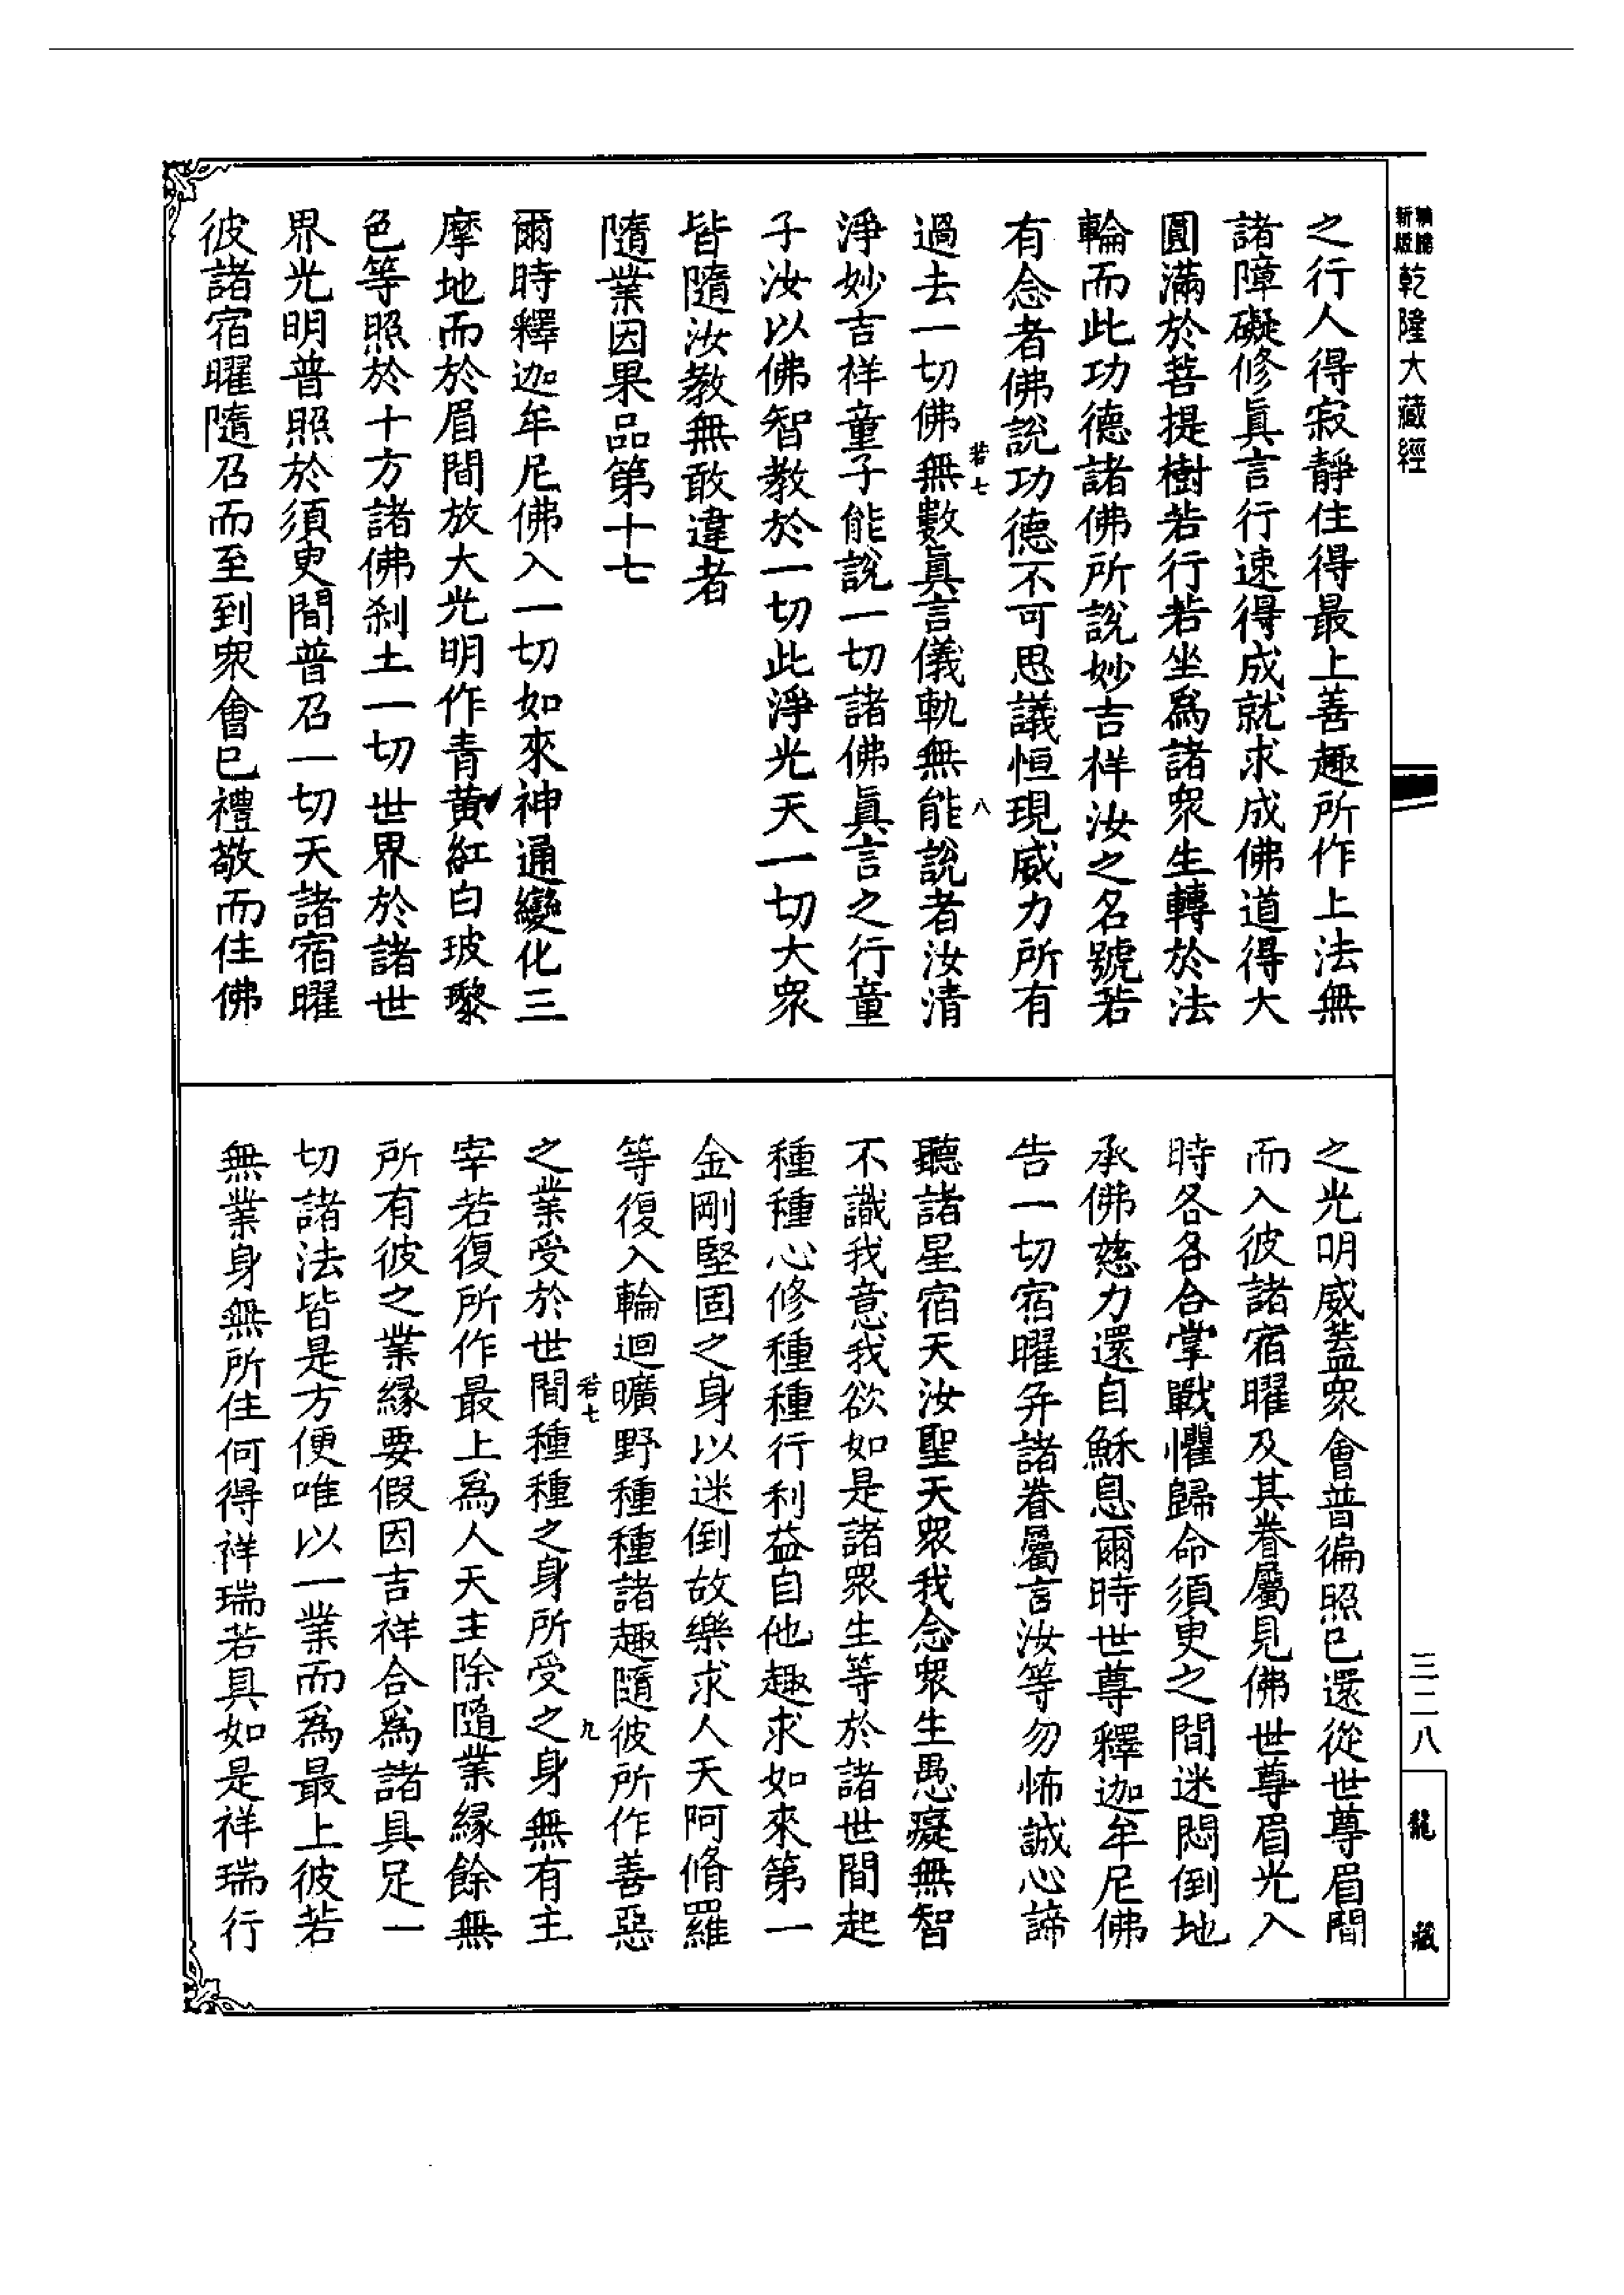 乾隆大藏經
之行人得寂靜住得最上善趣所作上法無
諸障礙修眞言行速得成就求成佛道得大
圓滿於菩提樹若行若坐爲諸衆生轉於法
輪而此功德諸佛所說妙吉祥汝之名號若
有念者佛說功德不可思議恒現威力所有
過去一切佛無數眞言儀軌無能說者汝清
若七 八
淨妙吉祥童子能說一切諸佛眞言之行童
子汝以佛智教於一切此淨光天一切大衆
皆隨汝教無敢違者
隨業因果品第十七
爾時釋迦牟尼佛入一切如來神通變化三
摩地而於眉間放大光明作青黃紅白玻瓈
色等照於十方諸佛刹土一切世界於諸世
界光明普照於須臾間普召一切天諸宿曜
彼諸宿曜隨召而至到衆會已禮敬而住佛
之光明威蓋衆會普徧照已還從世尊眉間
而入彼諸宿曜及其眷屬見佛世尊眉光入
時各各合掌戰懼歸命須臾之間迷悶倒地
承佛慈力還自穌息爾時世尊釋迦牟尼佛
告一切宿曜并諸眷屬言汝等勿怖誠心諦
聽諸星宿天汝聖天衆我念衆生愚癡無智
不識我意我欲如是諸衆生等於諸世間起
種種心修種種行利益自他趣求如來第一
金剛堅固之身以迷倒故樂求人天阿脩羅
等復入輪迴曠野種種諸趣隨彼所作善惡
若七 九
之業受於世間種種之身所受之身無有主
宰若復所作最上爲人天主除隨業緣餘無
所有彼之業緣要假因吉祥合爲諸具足一
切諸法皆是方便唯以一業而爲最上彼若
無業身無所住何得祥瑞若具如是祥瑞行
三二八
龍藏